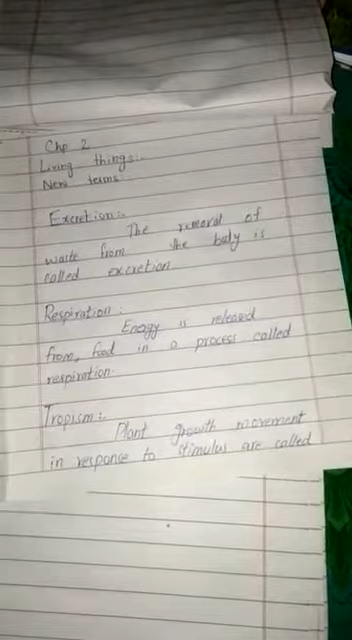 Chp 2
Living things:-
New terms:
Excretion:-
The removal of
waste from the body is
called excretion
Respiration:
Energy is released
from, food in a process called
respiration.
Tropism:-
Plant growth movement
in response to stimulus are called